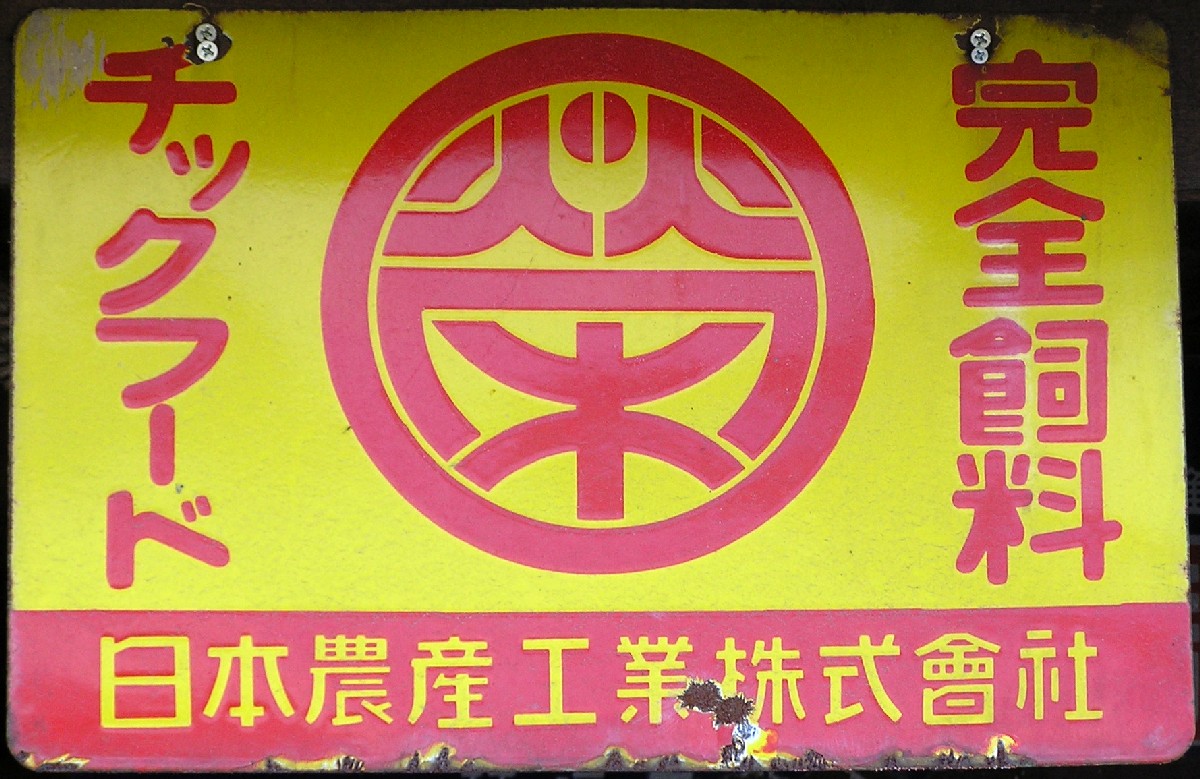 完全飼料
栄
チックフード
日本農産工業株式會社